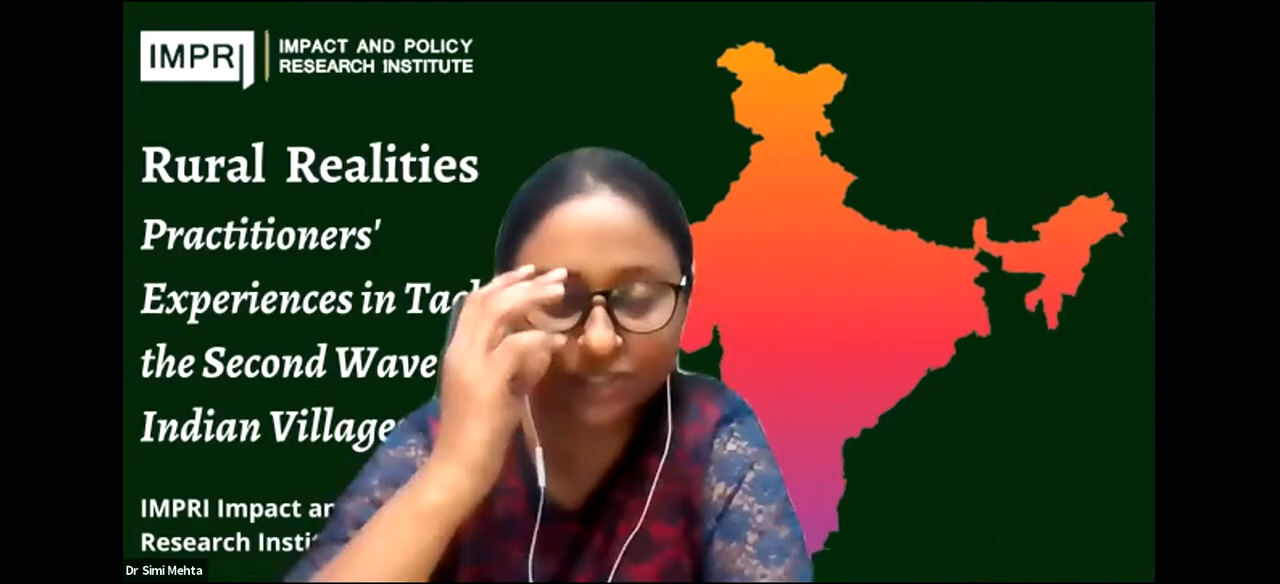 IMPRI
IMPACT AND POLICY
RESEARCH INSTITUTE
Rural Realities
Practitioners'
Experiences in
the Second Wave
Indian
IMPRI Impact
Research
Dr Simi Mehta